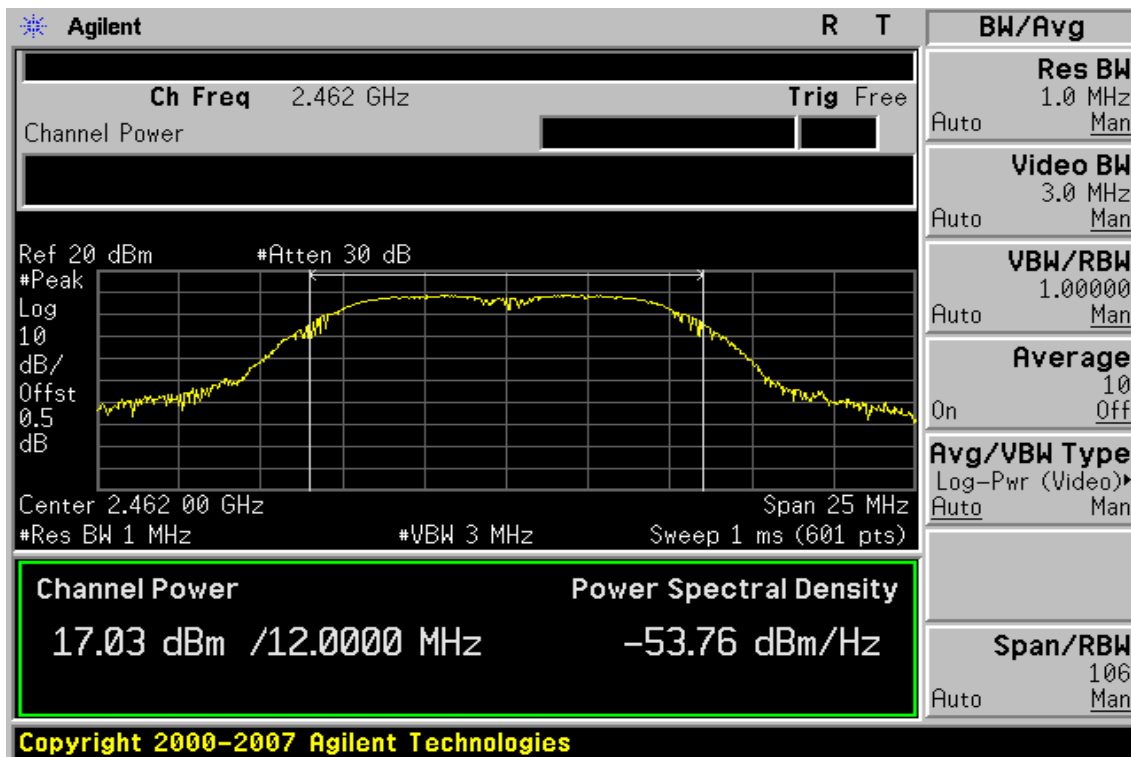 Agilent R T
Ch Freq 2.462 GHz Trig Free
Channel Power
Ref 20 dBm #Atten 30 dB
#Peak
Log
10
dB/
Offst
0.5
dB
Center 2.462 00 GHz Span 25 MHz
#Res BW 1 MHz #VBW 3 MHz Sweep 1 ms (601 pts)
Channel Power Power Spectral Density
17.03 dBm /12.0000 MHz -53.76 dBm/Hz
Copyright 2000-2007 Agilent Technologies
BW/Avg
Res BW
1.0 MHz
Auto Man
Video BW
3.0 MHz
Auto Man
VBW/RBW
1.00000
Auto Man
Average
10
On Off
Avg/VBW Type
Log-Pwr (Video)
Auto Man
Span/RBW
106
Auto Man